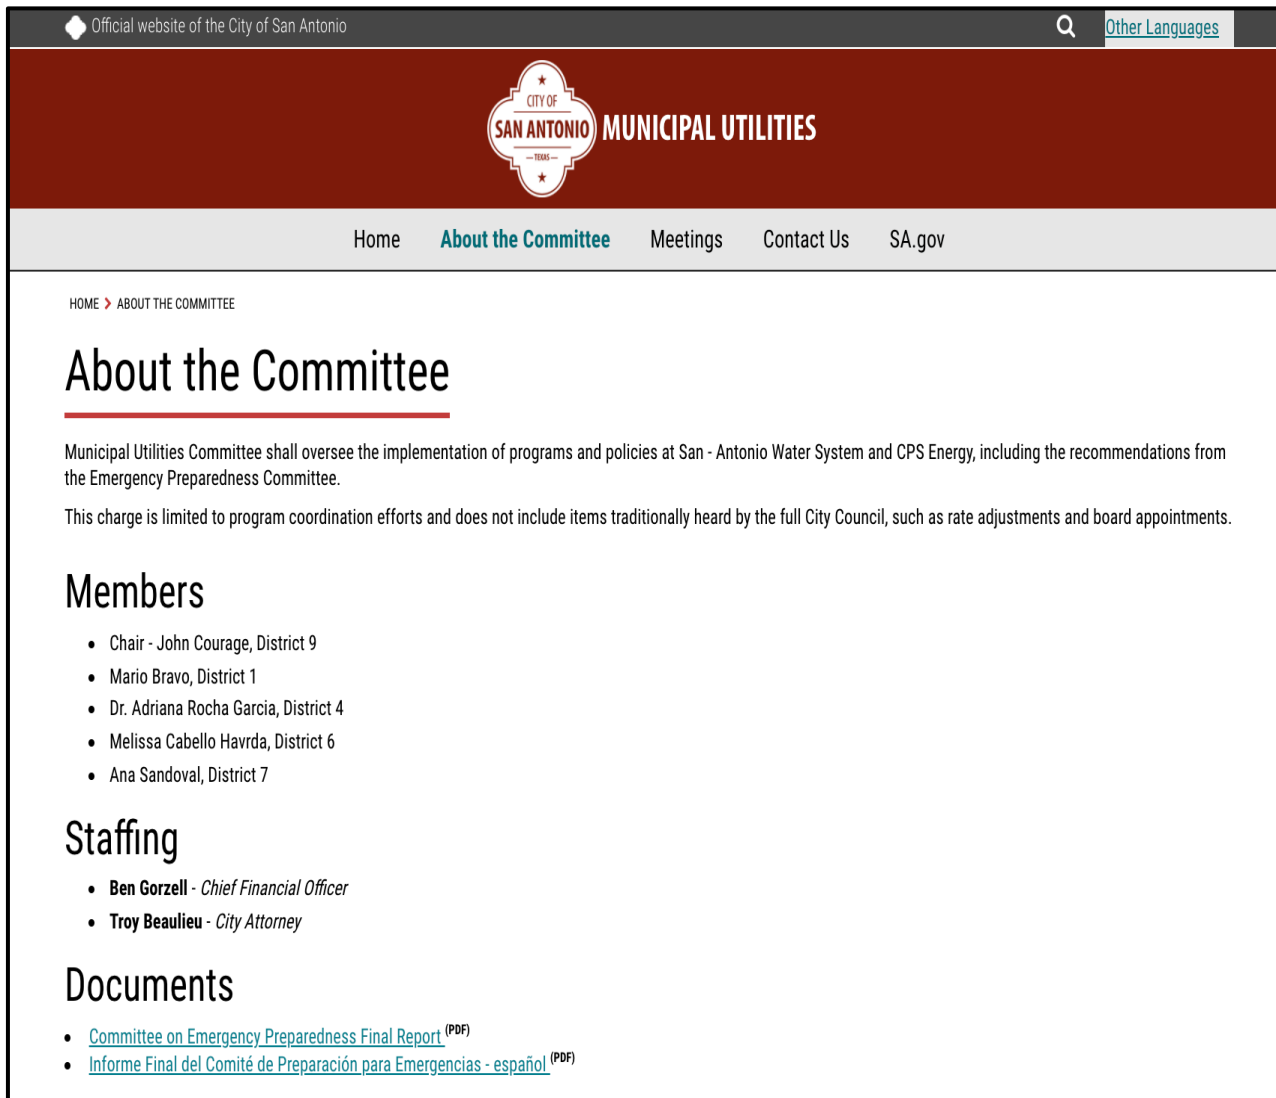 Official website of the City of San Antonio
Other Languages
CITY OF
SAN ANTONIO
TEXAS
MUNICIPAL UTILITIES
Home About the Committee Meetings Contact Us SA.gov
HOME > ABOUT THE COMMITTEE
About the Committee
Municipal Utilities Committee shall oversee the implementation of programs and policies at San - Antonio Water System and CPS Energy, including the recommendations from
the Emergency Preparedness Committee.
This charge is limited to program coordination efforts and does not include items traditionally heard by the full City Council, such as rate adjustments and board appointments.
Members
• Chair - John Courage, District 9
• Mario Bravo, District 1
• Dr. Adriana Rocha Garcia, District 4
• Melissa Cabello Havrda, District 6
• Ana Sandoval, District 7
Staffing
• Ben Gorzell - Chief Financial Officer
• Troy Beaulieu - City Attorney
Documents
• Committee on Emergency Preparedness Final Report (PDF)
• Informe Final del Comité de Preparación para Emergencias - español (PDF)